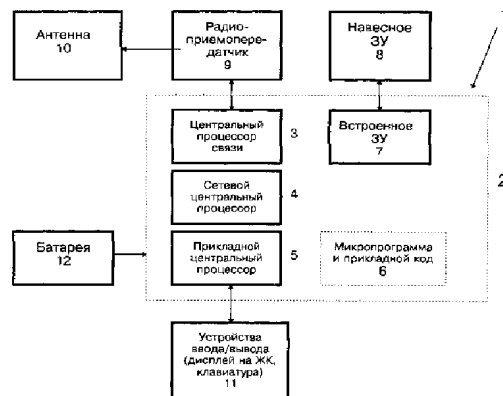 Антенна
10
Радио-
приемопере-
датчик
9
Навесное
ЗУ
8
Центральный
процессор
связи
3
Встроенное
ЗУ
7
2
Сетевой
центральный
процессор
4
Батарея
12
Прикладной
центральный
процессор
5
Микропрограмма
и прикладной код
6
Устройства
ввода/вывода
(дисплей на ЖК,
клавиатура)
11